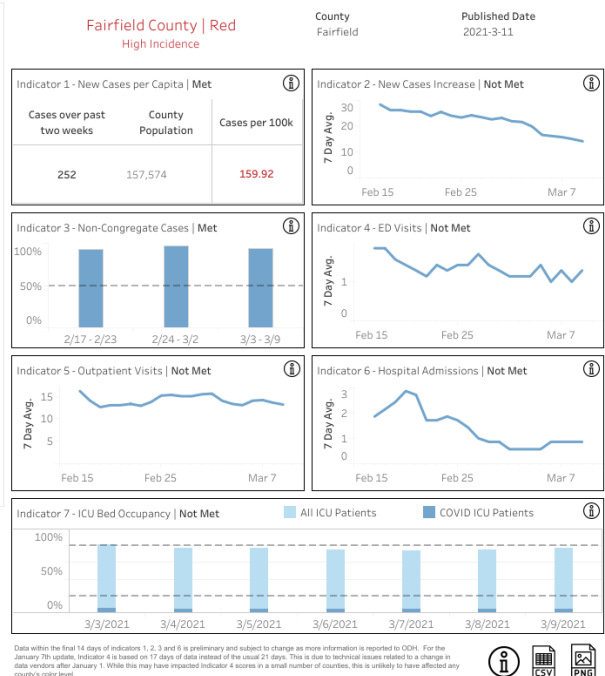 Fairfield County | Red
High Incidence
County
Fairfield
Published Date
2021-3-11
Indicator 1 - New Cases per Capita | Met
Cases over past
two weeks
County
Population
Cases per 100k
252
157,574
159.92
Indicator 2 - New Cases Increase | Not Met
7 Day Avg.
30
20
10
0
Feb 15
Feb 25
Mar 7
Indicator 3 - Non-Congregate Cases | Met
100%
50%
0%
2/17 - 2/23
2/24 - 3/2
3/3 - 3/9
Indicator 4 - ED Visits | Not Met
7 Day Avg.
1
0
Feb 15
Feb 25
Mar 7
Indicator 5 - Outpatient Visits | Not Met
7 Day Avg.
15
10
5
Feb 15
Feb 25
Mar 7
Indicator 6 - Hospital Admissions | Not Met
7 Day Avg.
3
2
1
0
Feb 15
Feb 25
Mar 7
Indicator 7 - ICU Bed Occupancy | Not Met
All ICU Patients
COVID ICU Patients
100%
50%
0%
3/3/2021
3/4/2021
3/5/2021
3/6/2021
3/7/2021
3/8/2021
3/9/2021
Data within the final 14 days of indicators 1, 2, 3 and 6 is preliminary and subject to change as more information is reported to ODH. For the
January 7th update, Indicator 4 is based on 17 days of data instead of the usual 21 days. This is due to technical issues related to a change in
data vendors after January 1. While this may have impacted Indicator 4 scores in a small number of counties, this is unlikely to have affected any
county's color level.
CSV
PNG